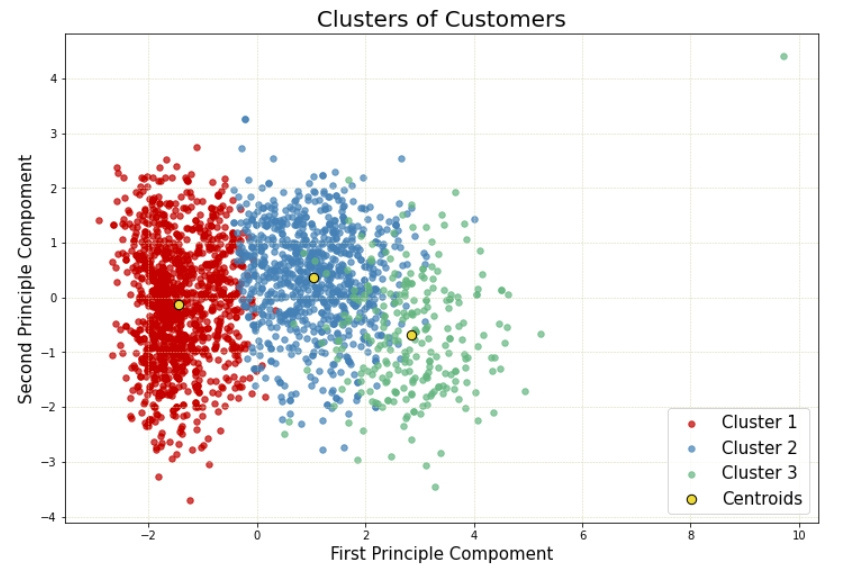 Clusters of Customers
Second Principle Compoment
4
3
2
1
0
−1
−2
−3
−4
−2
0
2
4
6
8
10
First Principle Compoment
Cluster 1
Cluster 2
Cluster 3
Centroids